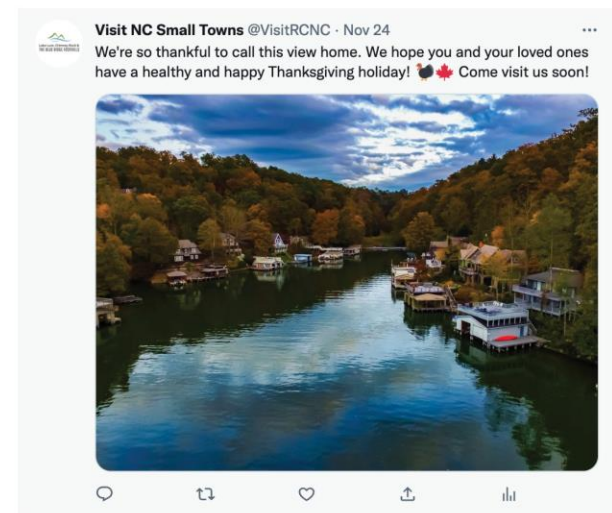 Visit NC Small Towns @VisitRCNC · Nov 24
We're so thankful to call this view home. We hope you and your loved ones
have a healthy and happy Thanksgiving holiday! 🦃🍁 Come visit us soon!